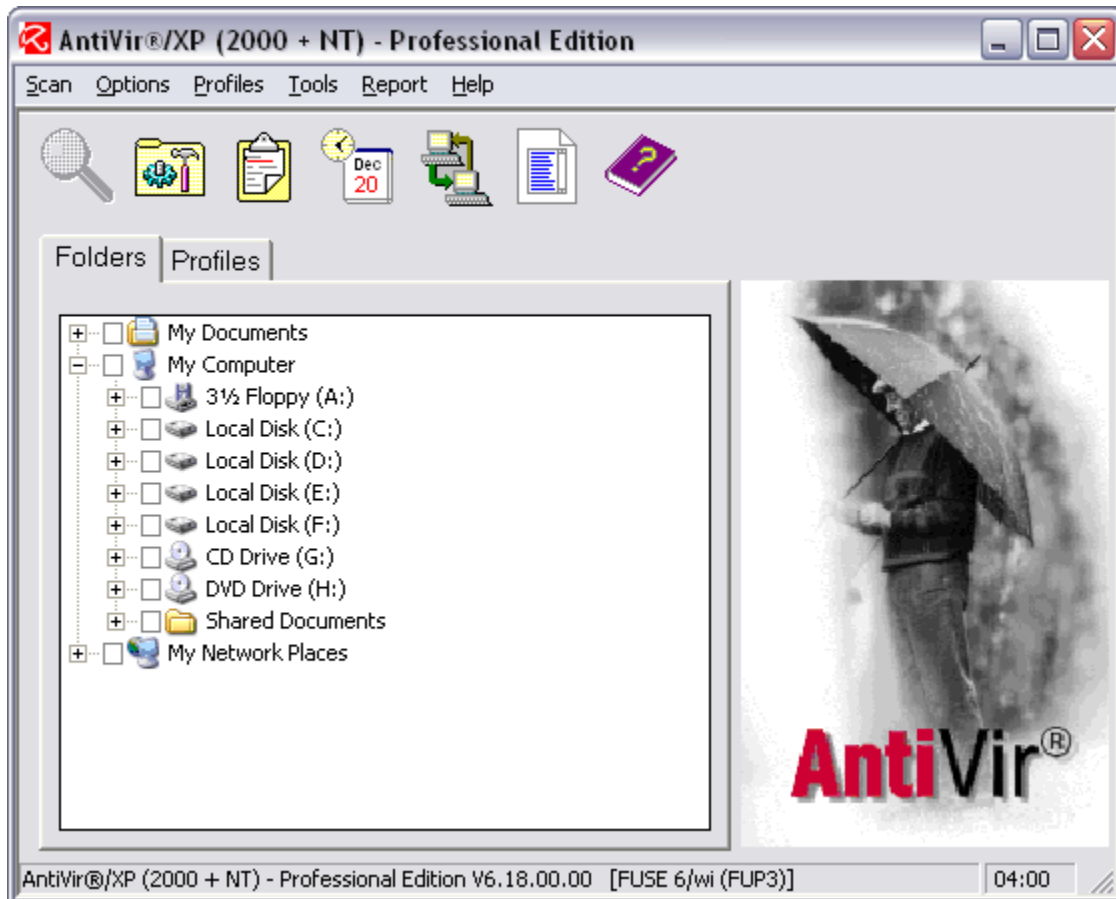 AntiVir®/XP (2000 + NT) - Professional Edition
Scan Options Profiles Tools Report Help
Dec
20
?
Folders Profiles
My Documents
My Computer
3½ Floppy (A:)
Local Disk (C:)
Local Disk (D:)
Local Disk (E:)
Local Disk (F:)
CD Drive (G:)
DVD Drive (H:)
Shared Documents
My Network Places
AntiVir®
AntiVir®/XP (2000 + NT) - Professional Edition V6.18.00.00 [FUSE 6/wi (FUP3)] 04:00